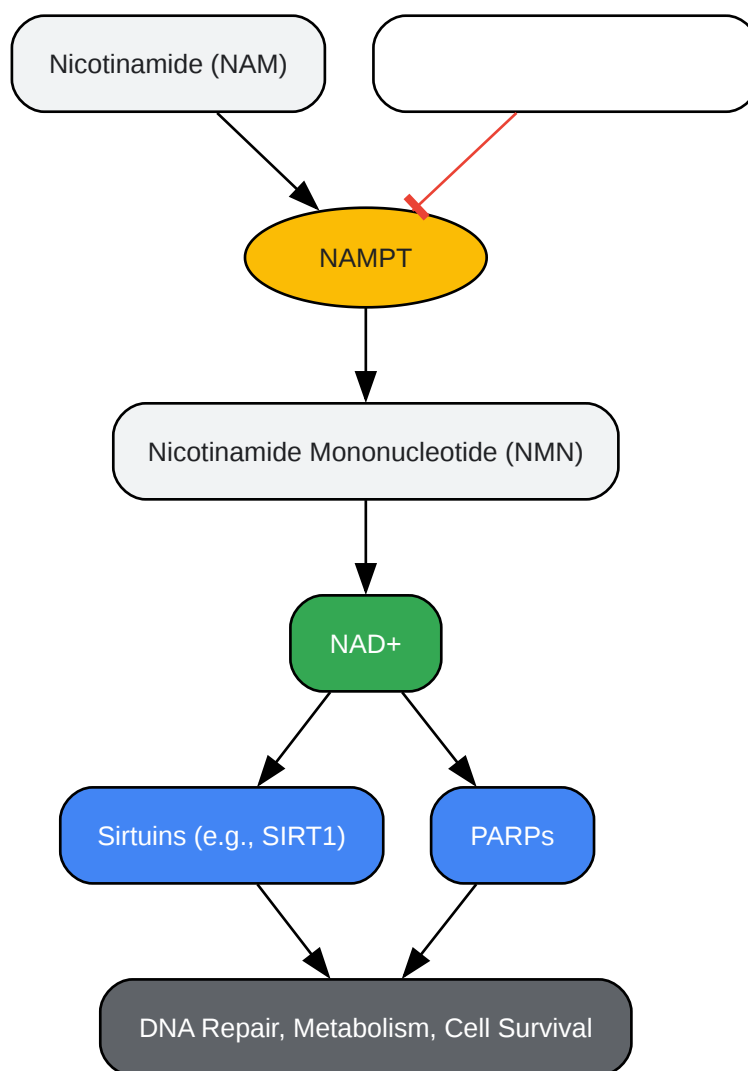 Nicotinamide (NAM)
NAMPT
Nicotinamide Mononucleotide (NMN)
NAD+
Sirtuins (e.g., SIRT1)
PARPs
DNA Repair, Metabolism, Cell Survival